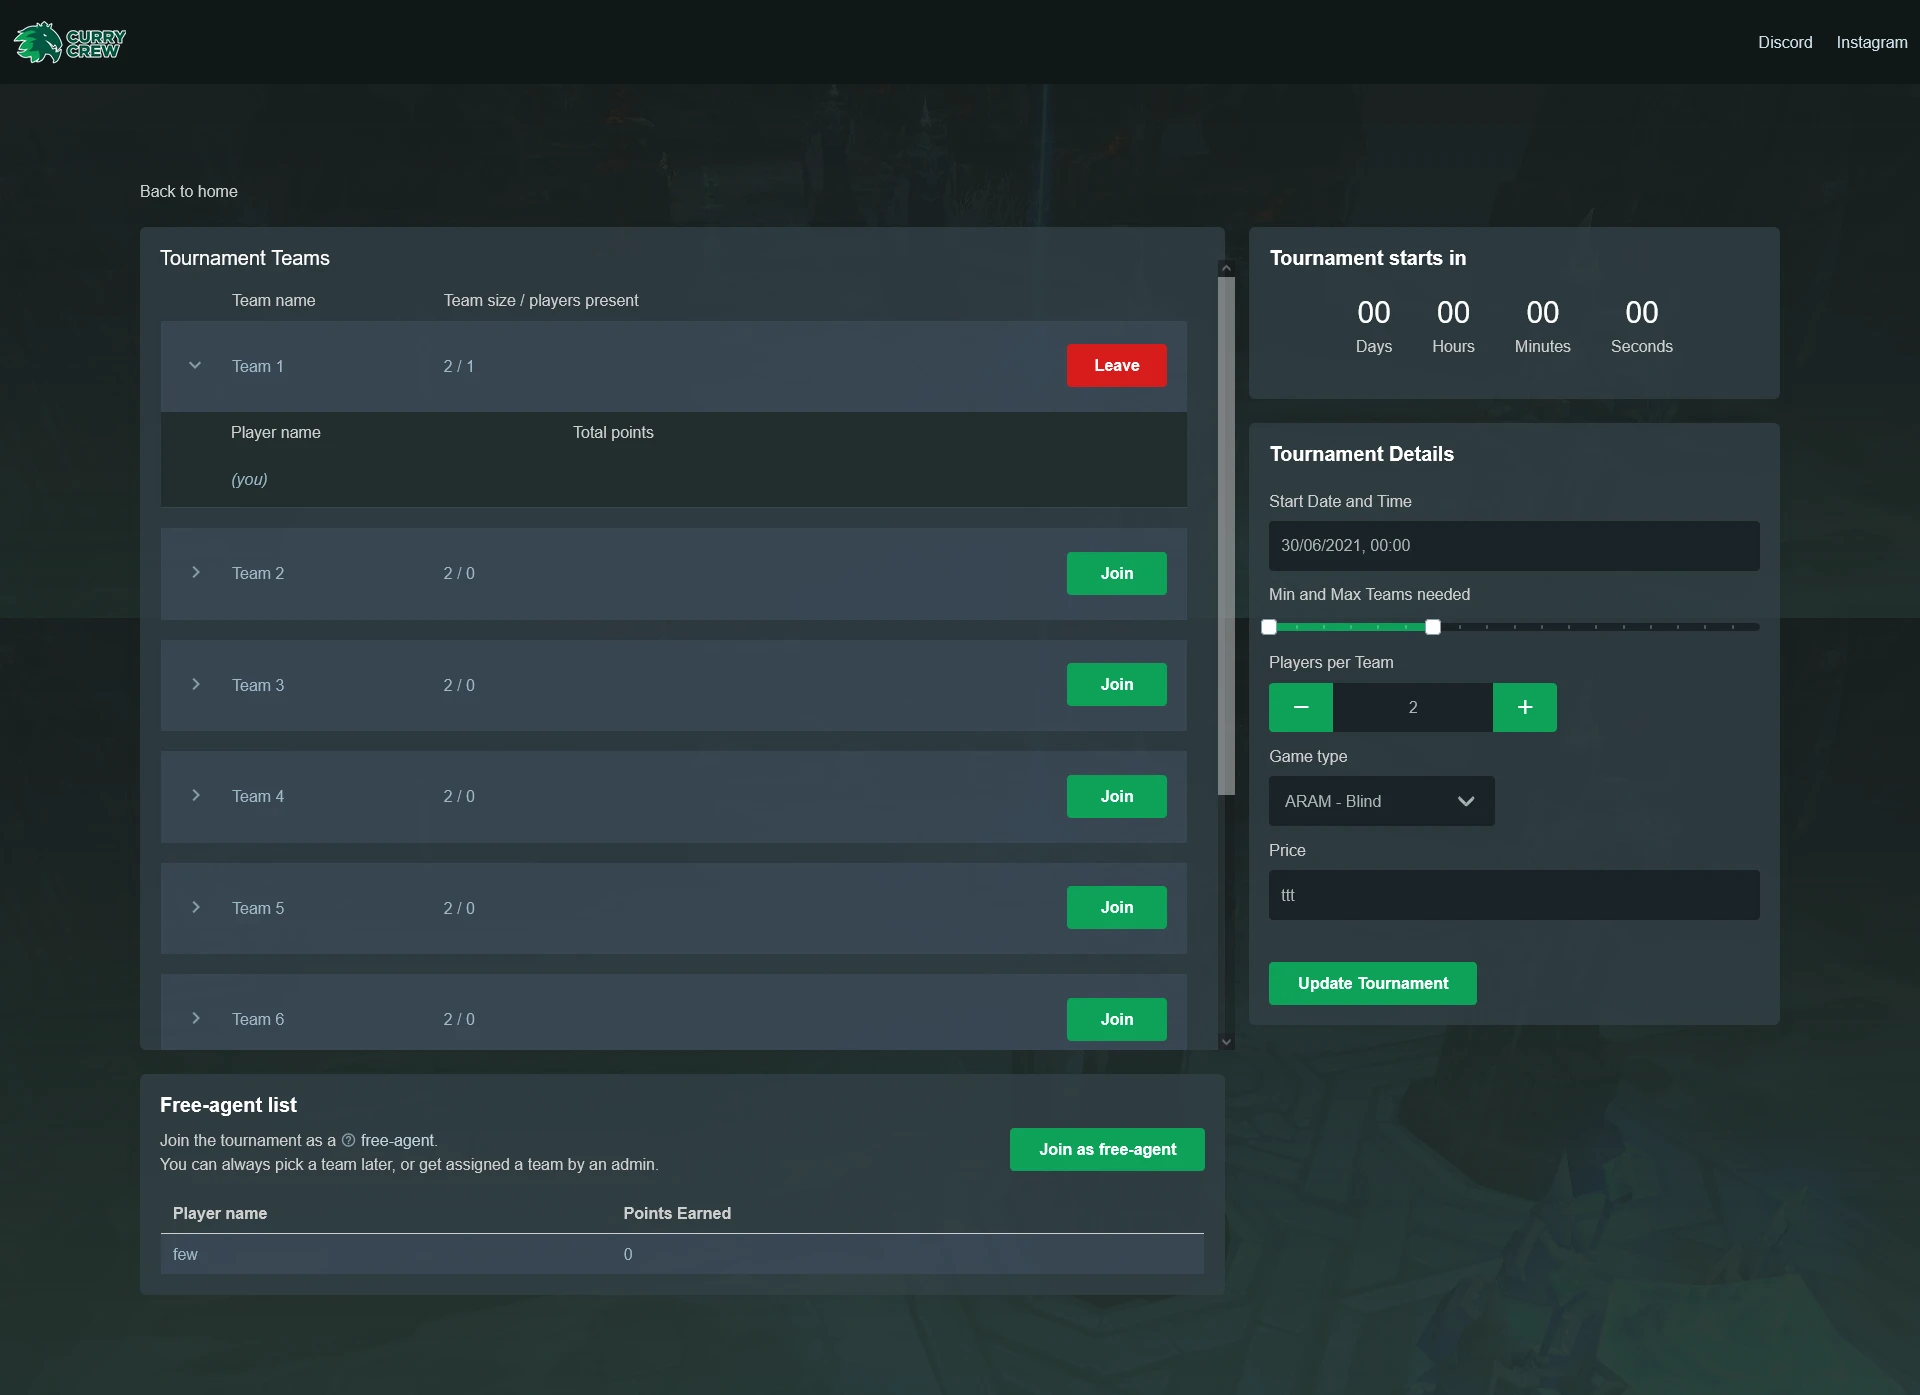 CURRY
CREW
Discord Instagram
Back to home
Tournament Teams
Team name Team size / players present
Team 1 2 / 1 Leave
Player name Total points
(you)
Team 2 2 / 0 Join
Team 3 2 / 0 Join
Team 4 2 / 0 Join
Team 5 2 / 0 Join
Team 6 2 / 0 Join
Tournament starts in
00 00 00 00
Days Hours Minutes Seconds
Tournament Details
Start Date and Time
30/06/2021, 00:00
Min and Max Teams needed
Players per Team
2
Game type
ARAM - Blind
Price
ttt
Update Tournament
Free-agent list
Join the tournament as a free-agent.
You can always pick a team later, or get assigned a team by an admin.
Join as free-agent
Player name Points Earned
few 0